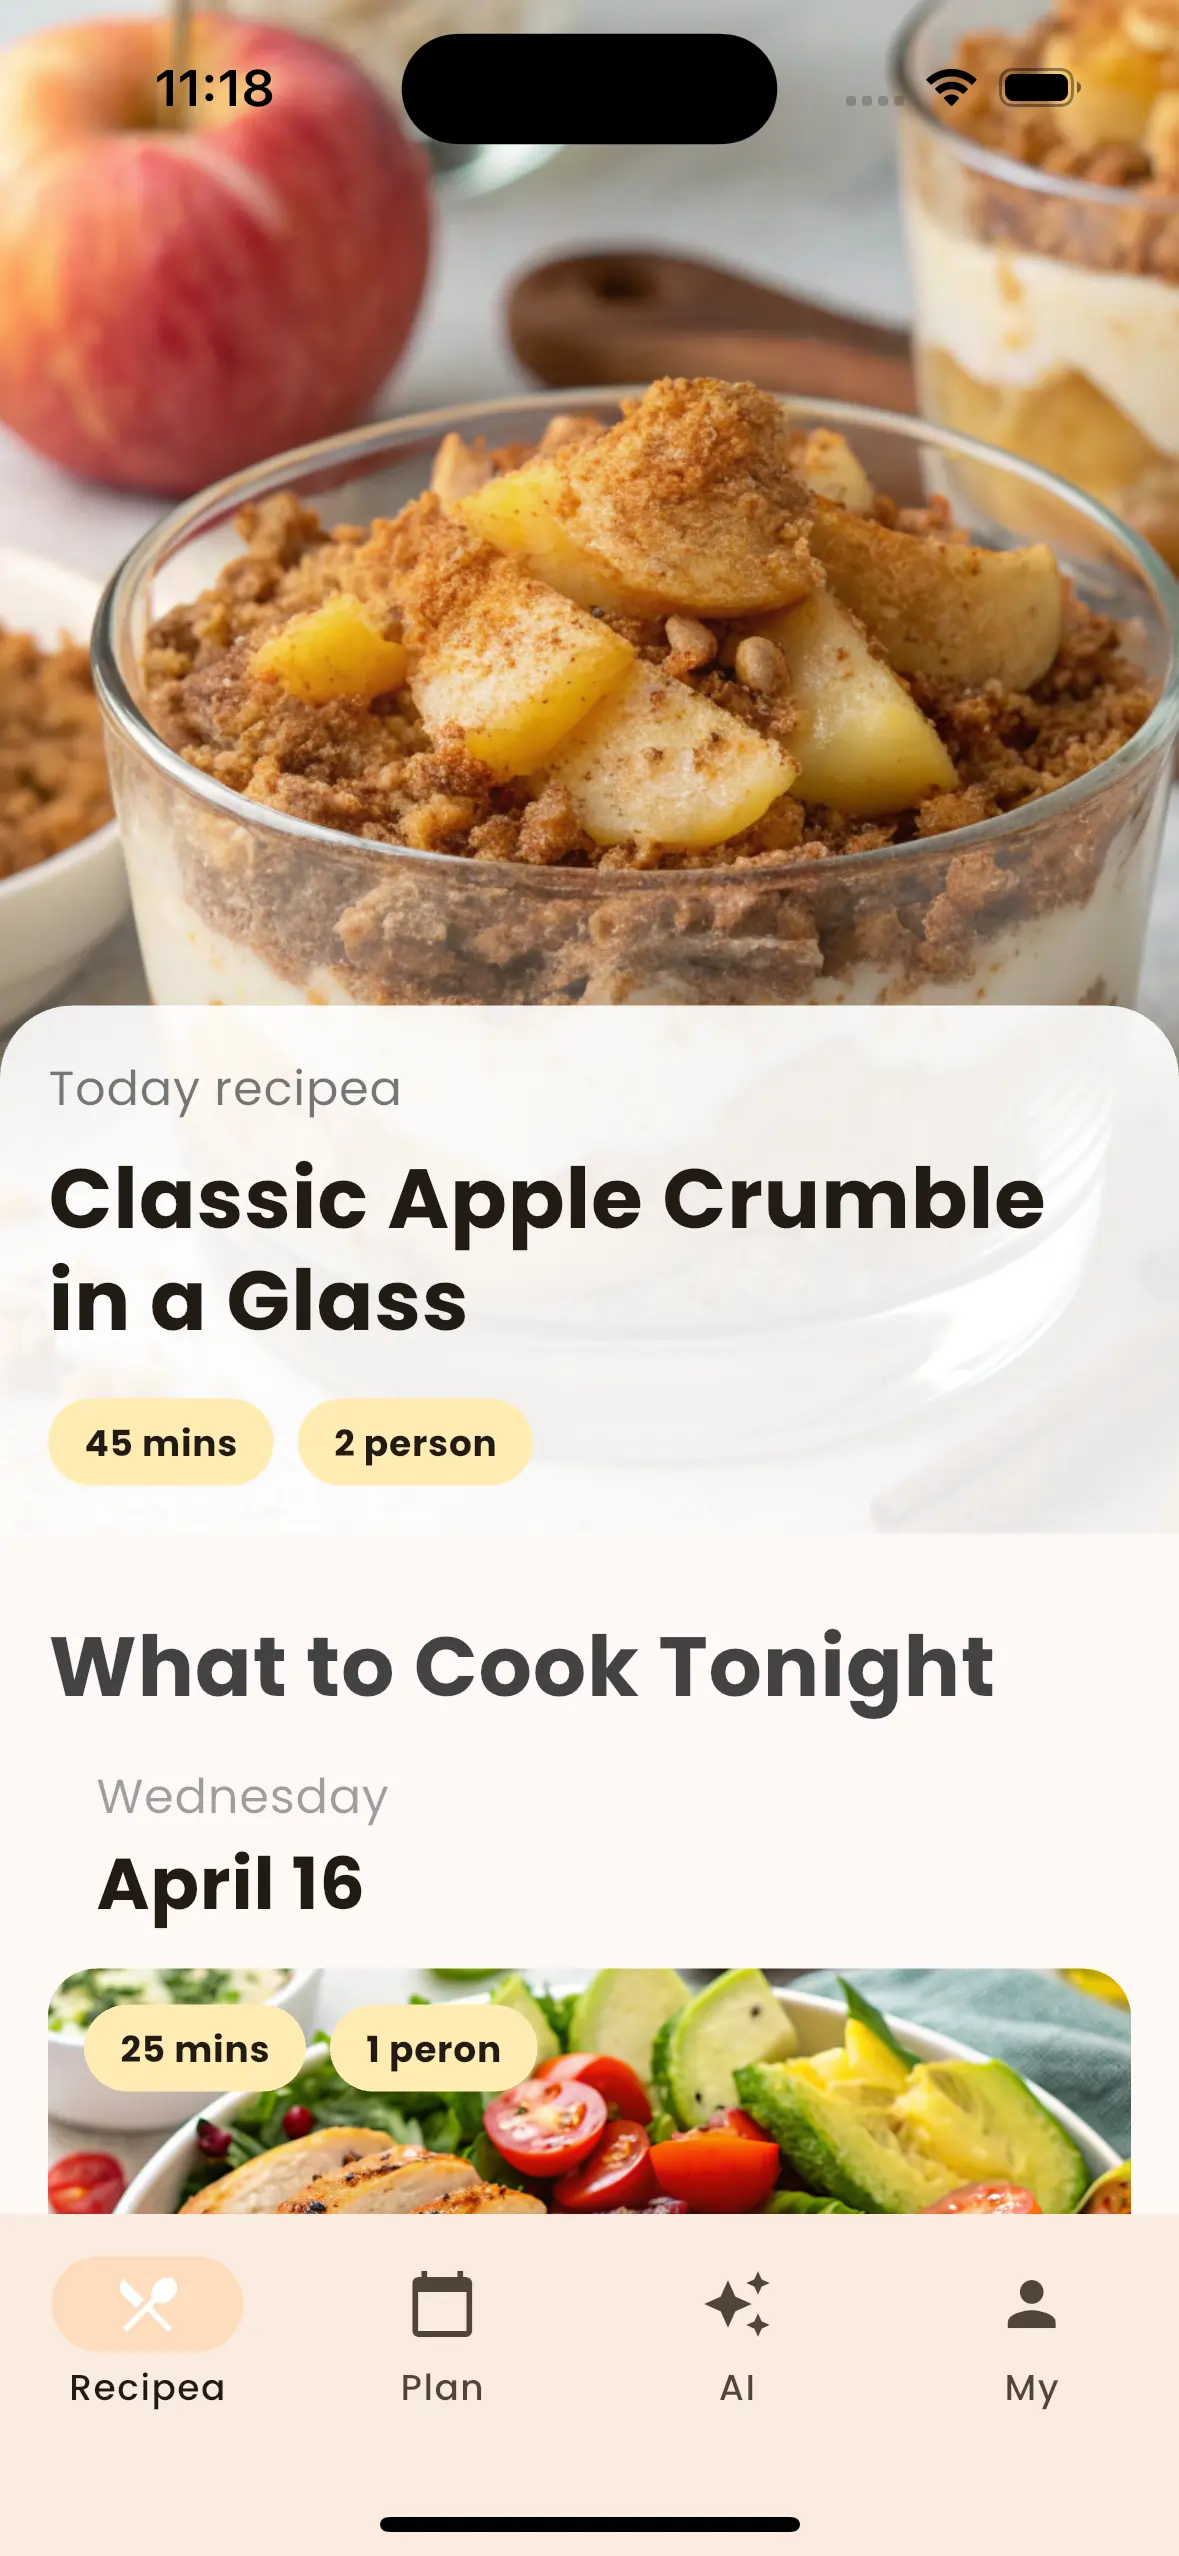 11:18
Today recipea
Classic Apple Crumble
in a Glass
45 mins
2 person
What to Cook Tonight
Wednesday
April 16
25 mins
1 peron
Recipea
Plan
AI
My